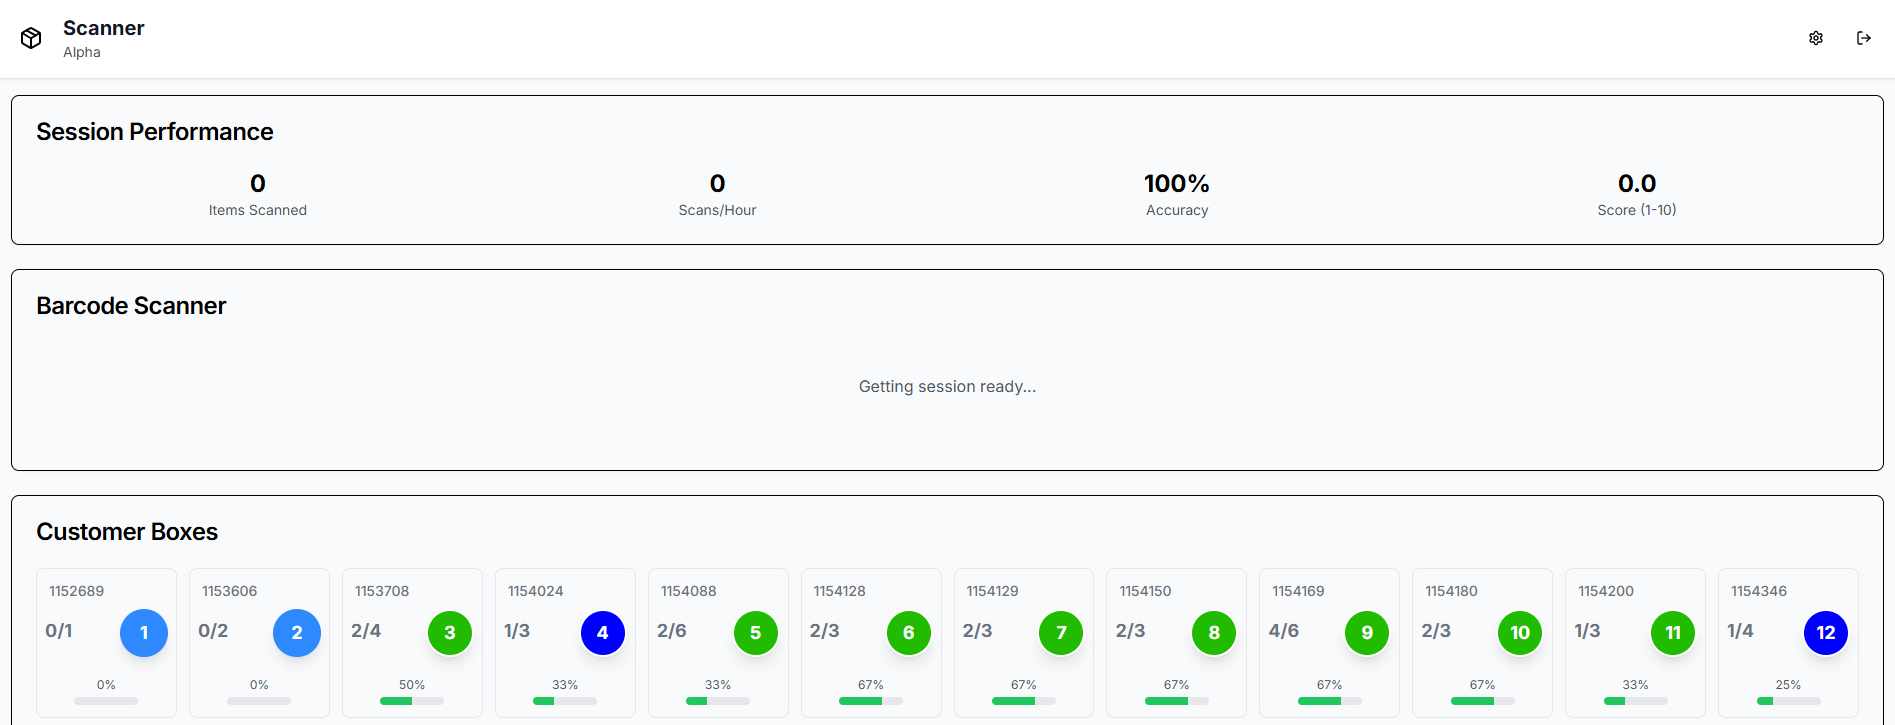 Scanner
Alpha
Session Performance
0 0 100% 0.0
Items Scanned Scans/Hour Accuracy Score (1-10)
Barcode Scanner
Getting session ready...
Customer Boxes
1152689 1153606 1153708 1154024 1154088 1154128 1154129 1154150 1154169 1154180 1154200 1154346
0/1 1 0/2 2 2/4 3 1/3 4 2/6 5 2/3 6 2/3 7 2/3 8 4/6 9 2/3 10 1/3 11 1/4 12
0% 0% 50% 33% 33% 67% 67% 67% 67% 67% 33% 25%